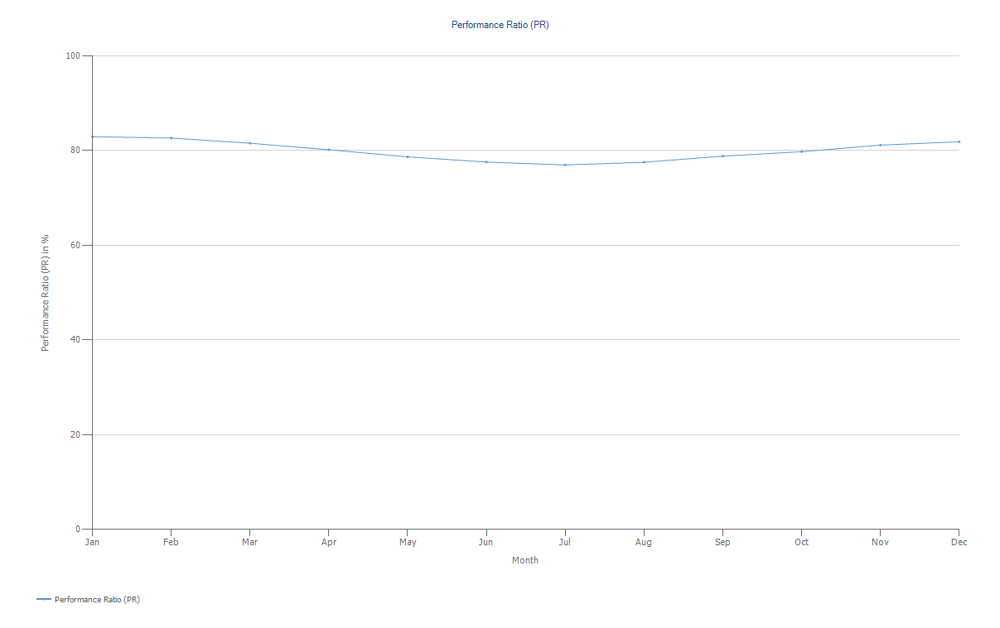 Performance Ratio (PR)
100
80
60
40
20
0
Performance Ratio (PR) in %
Jan Feb Mar Apr May Jun Jul Aug Sep Oct Nov Dec
Month
Performance Ratio (PR)